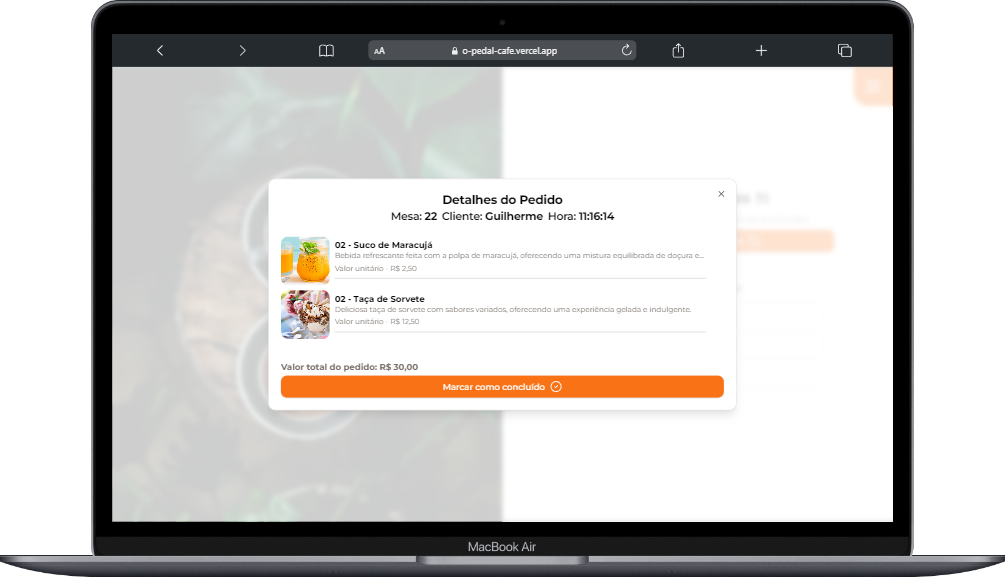 AA o-pedal-cafe.vercel.app
Detalhes do Pedido
Mesa: 22 Cliente: Guilherme Hora: 11:16:14
02 - Suco de Maracujá
Bebida refrescante feita com a polpa de maracujá, oferecendo uma mistura equilibrada de doçura e...
Valor unitário · R$ 2,50
02 - Taça de Sorvete
Deliciosa taça de sorvete com sabores variados, oferecendo uma experiência gelada e indulgente.
Valor unitário · R$ 12,50
Valor total do pedido: R$ 30,00
Marcar como concluído
MacBook Air